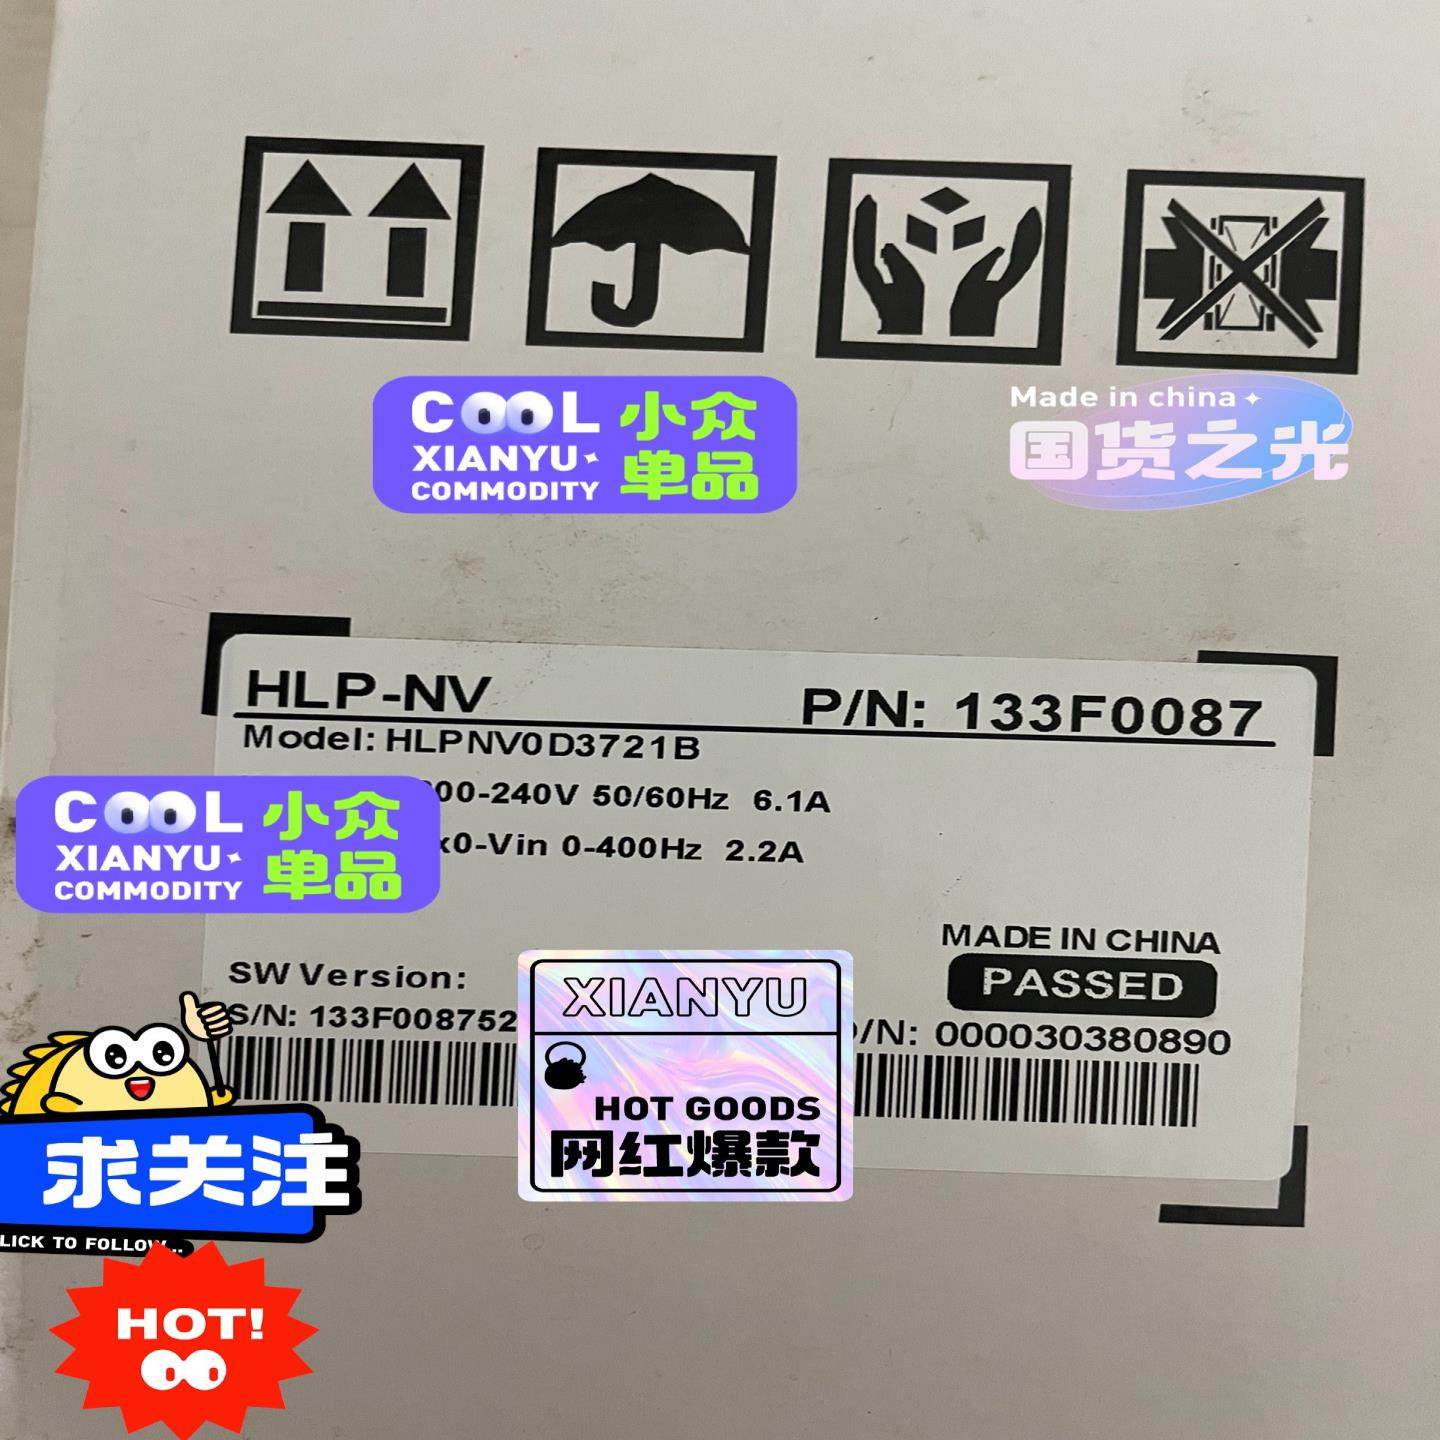 COOL 小众
XIANYU 单品
COMMODITY
Made in china
国货之光
HLP-NV P/N: 133F0087
Model: HLPNV0D3721B
00-240V 50/60Hz 6.1A
x0-Vin 0-400Hz 2.2A
COOL 小众
XIANYU 单品
COMMODITY
MADE IN CHINA
PASSED
SW Version:
S/N: 133F008752
/N: 000030380890
XIANYU
HOT GOODS
网红爆款
求关注
LICK TO FOLLOW...
HOT!